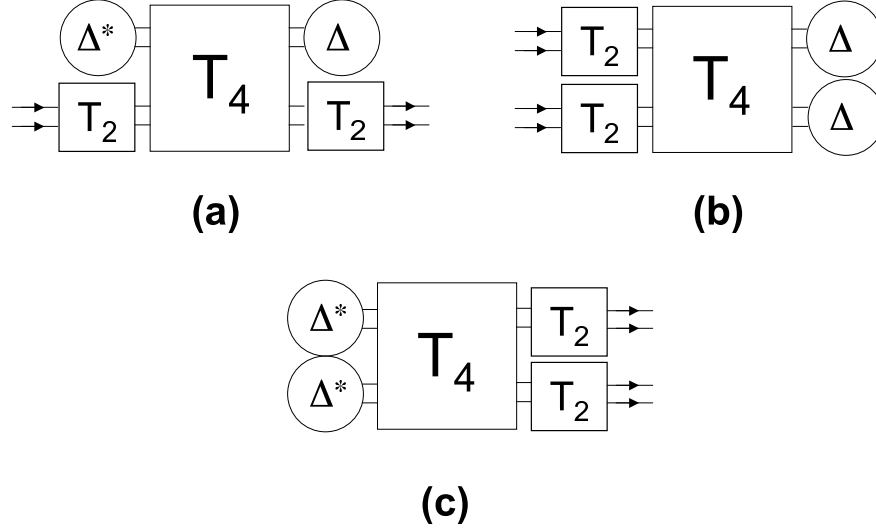 Δ* T₄ Δ
T₂ T₂
(a)
T₂ T₄ Δ
T₂ Δ
(b)
Δ* T₄ T₂
Δ* T₂
(c)